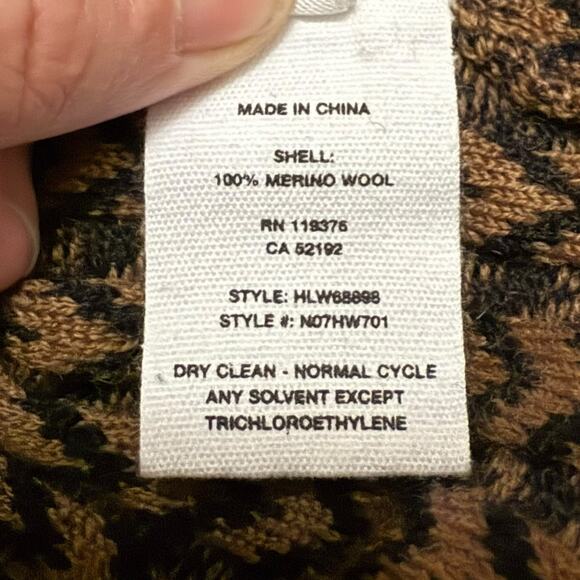 MADE IN CHINA
SHELL:
100% MERINO WOOL
RN 119376
CA 52192
STYLE: HLW68898
STYLE #: N07HW701
DRY CLEAN - NORMAL CYCLE
ANY SOLVENT EXCEPT
TRICHLOROETHYLENE